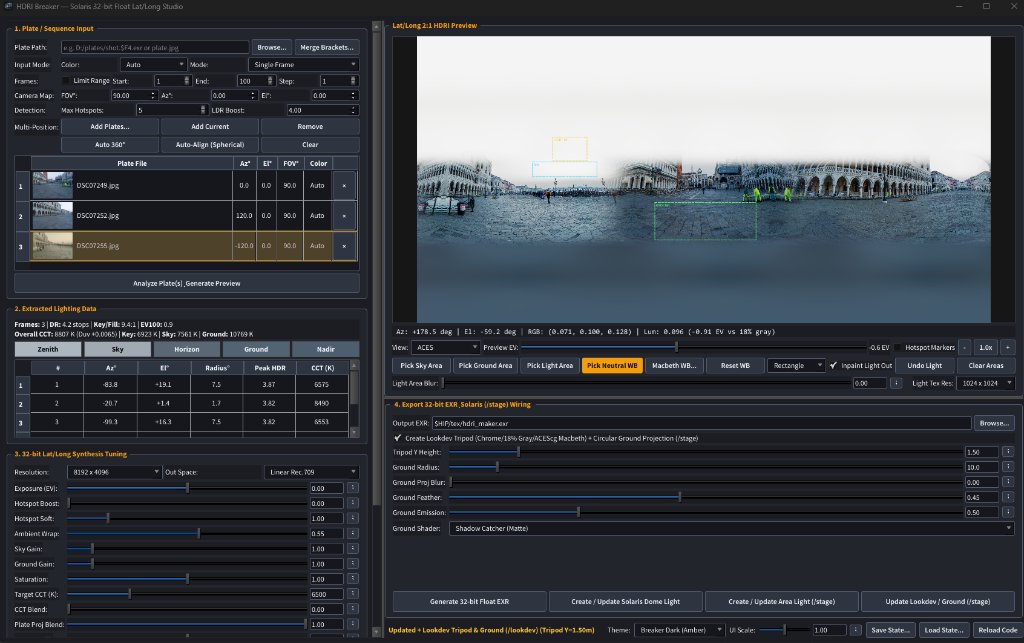 HDRI Breaker — Solaris 32-bit Float Lat/Long Studio
1. Plate / Sequence Input
Plate Path: e.g. D:/plates/shot.$F4.exr or plate.jpg Browse... Merge Brackets...
Input Mode: Color: Auto Mode: Single Frame
Frames: Limit Range Start: 1 End: 100 Step: 1
Camera Map: FOV°: 90.00 Az°: 0.00 El°: 0.00
Detection: Max Hotspots: 5 LDR Boost: 4.00
Multi-Position: Add Plates... Add Current Remove
Auto 360° Auto-Align (Spherical) Clear
Plate File Az° El° FOV° Color
1 DSC07249.jpg 0.0 0.0 90.0 Auto ×
2 DSC07252.jpg 120.0 0.0 90.0 Auto ×
3 DSC07255.jpg -120.0 0.0 90.0 Auto ×
Analyze Plate(s)_Generate Preview
2. Extracted Lighting Data
Frames: 3 | DR: 4.2 stops | Key/Fill: 9.4:1 | EV100: 0.9
Overall CCT: 8807 K (Duv +0.0065) | Key: 6923 K | Sky: 7561 K | Ground: 10769 K
Zenith Sky Horizon Ground Nadir
# Az° El° Radius° Peak HDR CCT (K)
1 1 -83.8 +19.1 7.5 3.87 6575
2 2 -20.7 +1.4 1.7 3.82 8490
3 3 -99.3 +16.3 7.5 3.82 6553
3. 32-bit Lat/Long Synthesis Tuning
Resolution: 8192 x 4096 Out Space: Linear Rec.709
Exposure (EV): 0.00
Hotspot Boost: 0.00
Hotspot Soft: 1.00
Ambient Wrap: 0.55
Sky Gain: 1.00
Ground Gain: 1.00
Saturation: 1.00
Target CCT (K): 6500
CCT Blend: 0.00
Plate Proj Blend: 1.00
Lat/Long 2:1 HDRI Preview
Az: +178.5 deg | El: -59.2 deg | RGB: (0.071, 0.100, 0.128) | Lum: 0.096 (-0.91 EV vs 18% gray)
View: ACES Preview EV: -0.6 EV Hotspot Markers - 1.0x +
Pick Sky Area Pick Ground Area Pick Light Area Pick Neutral WB Macbeth WB... Reset WB Rectangle Inpaint Light Out Undo Light Clear Areas
Light Area Blur: 0.00 Light Tex Res: 1024 x 1024
4. Export 32-bit EXR_Solaris (/stage) Wiring
Output EXR: $HIP/tex/hdri_maker.exr Browse...
Create Lookdev Tripod (Chrome/18% Gray/ACEScg Macbeth) + Circular Ground Projection (/stage)
Tripod Y Height: 1.50
Ground Radius: 10.0
Ground Proj Blur: 0.00
Ground Feather: 0.45
Ground Emission: 0.50
Ground Shader: Shadow Catcher (Matte)
Generate 32-bit Float EXR Create / Update Solaris Dome Light Create / Update Area Light (/stage) Update Lookdev / Ground (/stage)
Updated + Lookdev Tripod & Ground (/lookdev) (Tripod Y=1.50m) Theme: Breaker Dark (Amber) UI Scale: 1.00 Save State... Load State... Reload Code